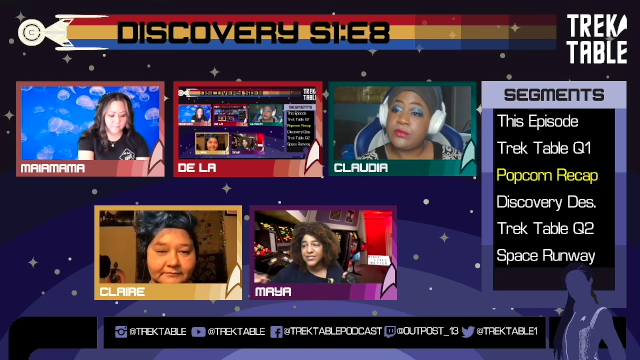 DISCOVERY S1:E8
TREK
TABLE
SEGMENTS
This Episode
Trek Table Q1
Popcorn Recap
Discovery Des.
Trek Table Q2
Space Runway
MAIAMAMA
DE LA
CLAUDIA
CLAIRE
MAYA
@TREKTABLE @TREKTABLE @TREKTABLEPODCAST @OUTPOST_13 @TREKTABLE1